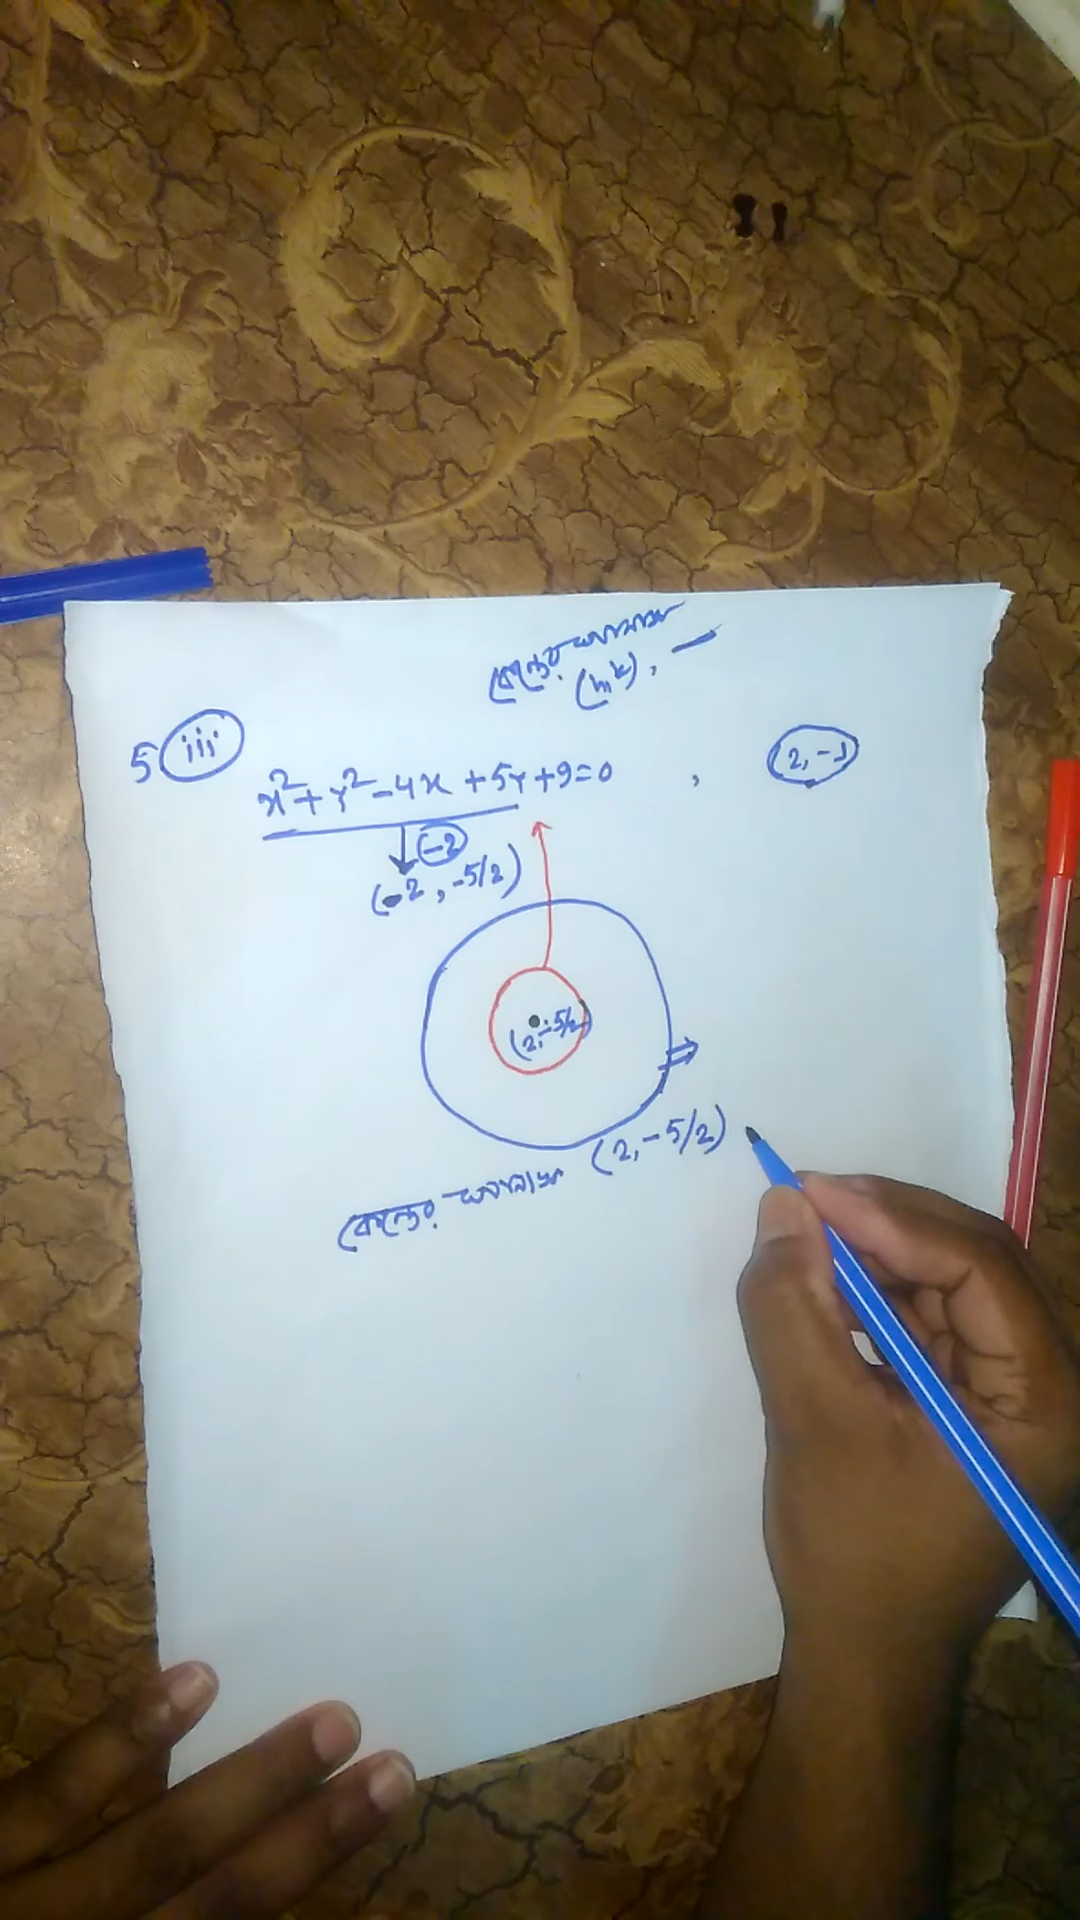 কেন্দ্রের স্থানাঙ্ক
(h,k),
5 iii
x²+y²-4x+5y+9=0 , (2,-1)
(-2)
(2,-5/2)
(2,-5/2)
(2,-5/2)
কেন্দ্রের স্থানাঙ্ক